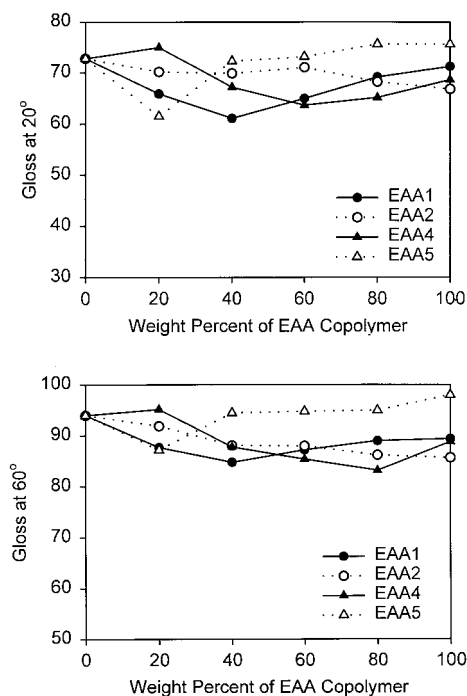 80
70
60
50
40
30
Gloss at 20°
EAA1
EAA2
EAA4
EAA5
0 20 40 60 80 100
Weight Percent of EAA Copolymer
100
90
80
70
60
50
Gloss at 60°
EAA1
EAA2
EAA4
EAA5
0 20 40 60 80 100
Weight Percent of EAA Copolymer